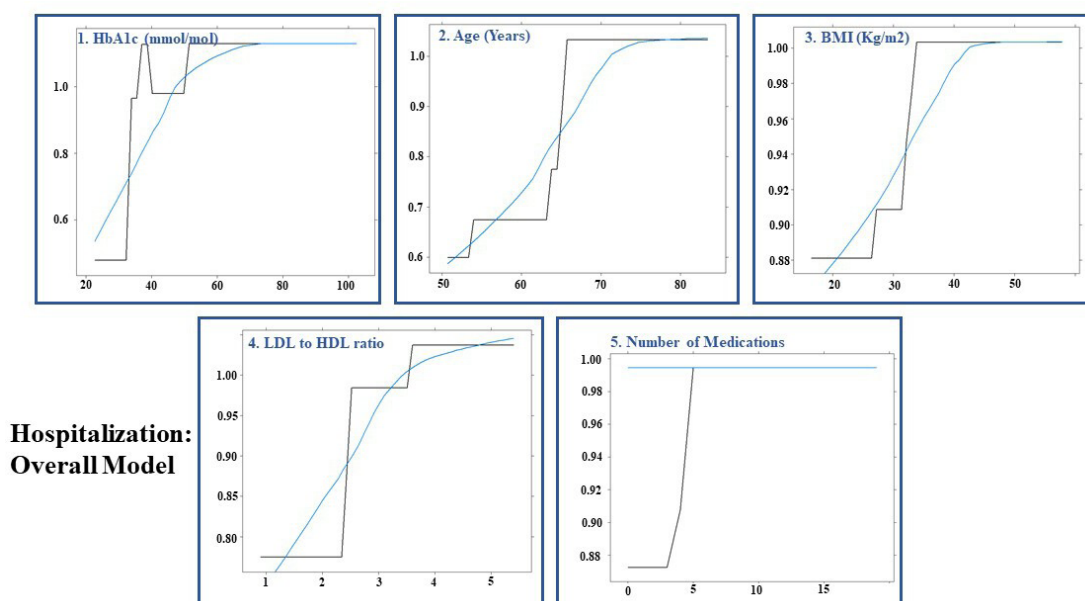 1. HbA1c (mmol/mol)
1.0
0.8
0.6
20 40 60 80 100
2. Age (Years)
1.0
0.9
0.8
0.7
0.6
50 60 70 80
3. BMI (Kg/m2)
1.00
0.96
0.94
0.91
0.90
0.88
20 30 40 50
4. LDL to HDL ratio
1.00
0.95
0.90
0.85
0.80
1 2 3 4 5
5. Number of Medications
1.00
0.98
0.96
0.94
0.92
0.90
0.88
0 5 10 15
Hospitalization:
Overall Model